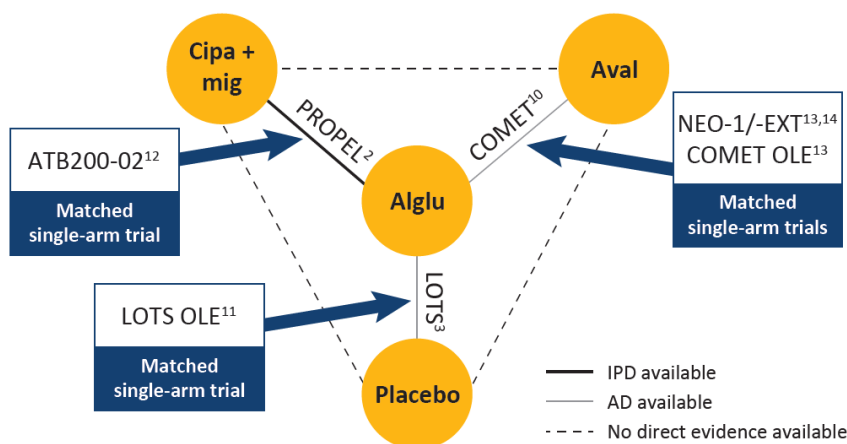 Cipa +
mig
Aval
PROPEL²
COMET¹⁰
ATB200-02¹²
Matched
single-arm trial
NEO-1/-EXT¹³,¹⁴
COMET OLE¹³
Matched
single-arm trials
Alglu
LOTS OLE¹¹
Matched
single-arm trial
LOTS³
Placebo
IPD available
AD available
No direct evidence available